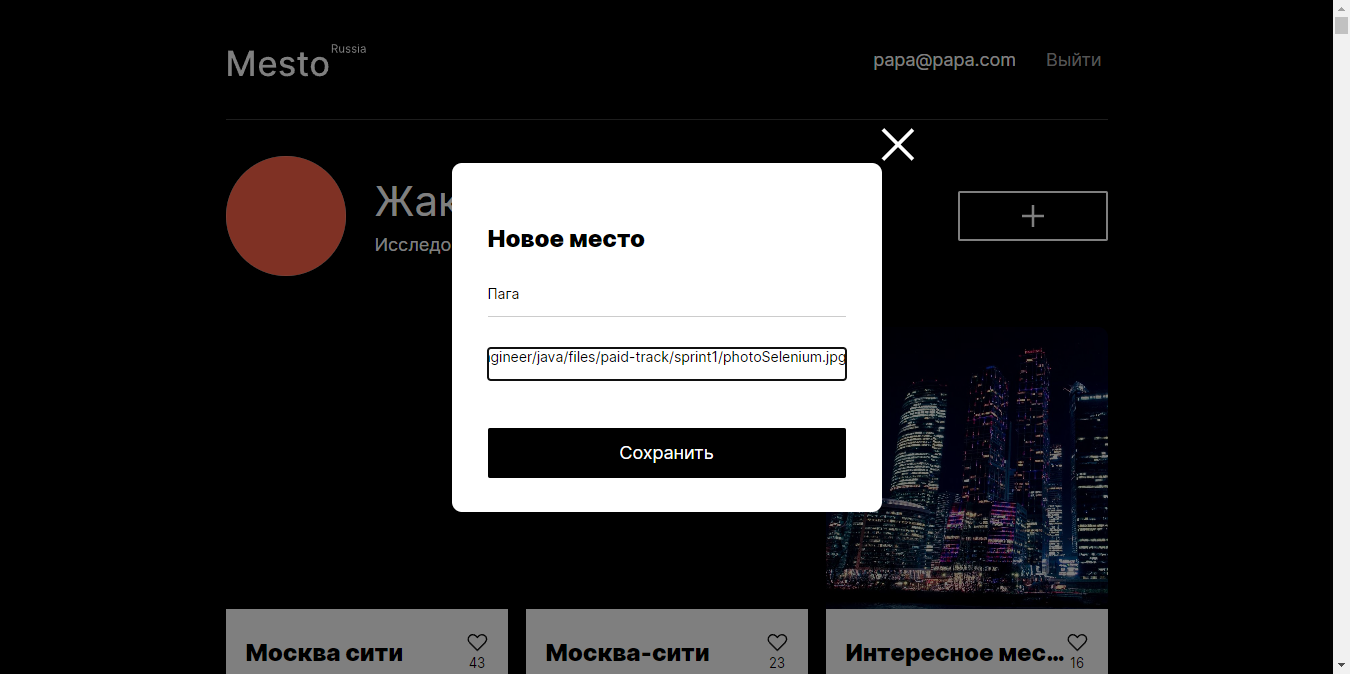 Mesto Russia
papa@papa.com Выйти
Жак
Исследо
Новое место
Пага
gineer/java/files/paid-track/sprint1/photoSelenium.jpg
Сохранить
Москва сити
43
Москва-сити
23
Интересное мес...
16